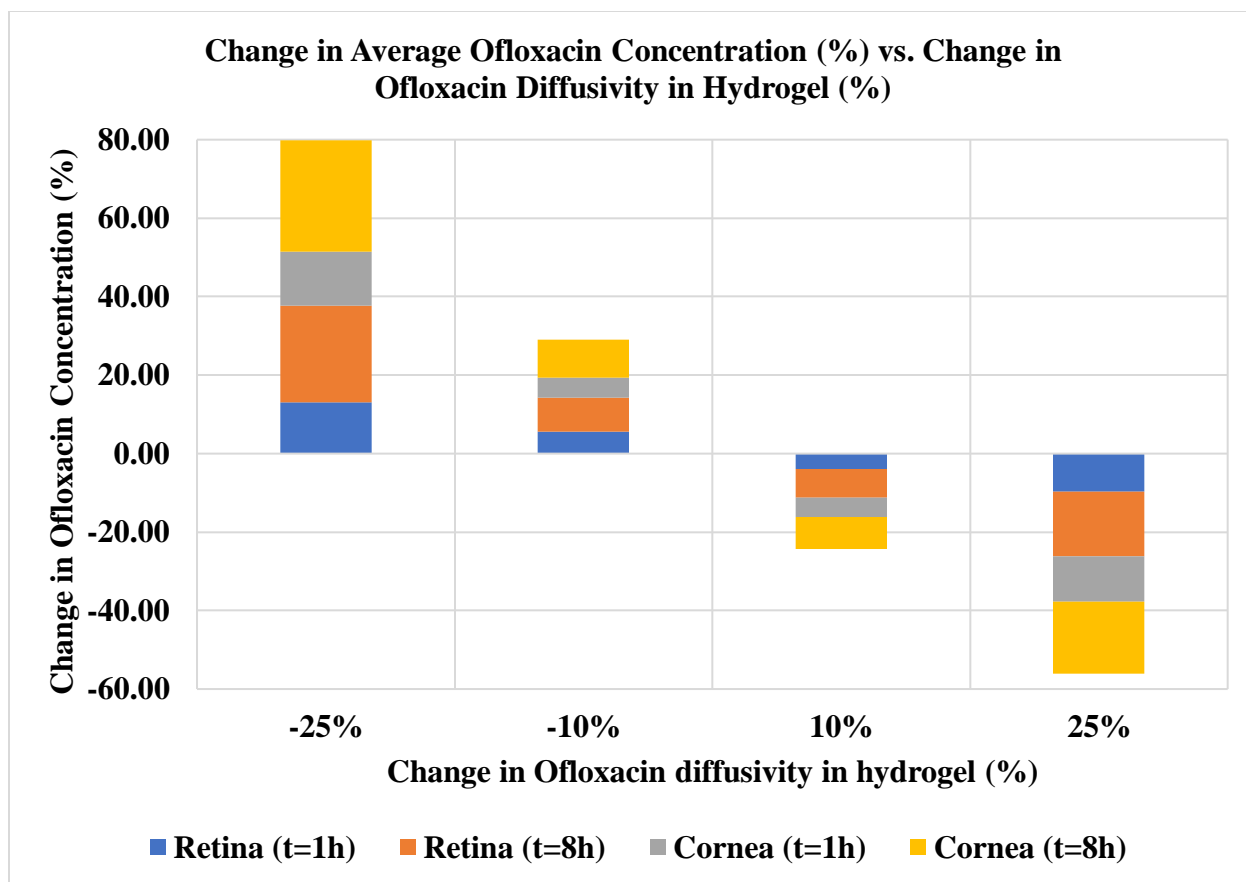 Change in Average Ofloxacin Concentration (%) vs. Change in
Ofloxacin Diffusivity in Hydrogel (%)
Change in Ofloxacin Concentration (%)
80.00
60.00
40.00
20.00
0.00
-20.00
-40.00
-60.00
-25% -10% 10% 25%
Change in Ofloxacin diffusivity in hydrogel (%)
Retina (t=1h) Retina (t=8h) Cornea (t=1h) Cornea (t=8h)